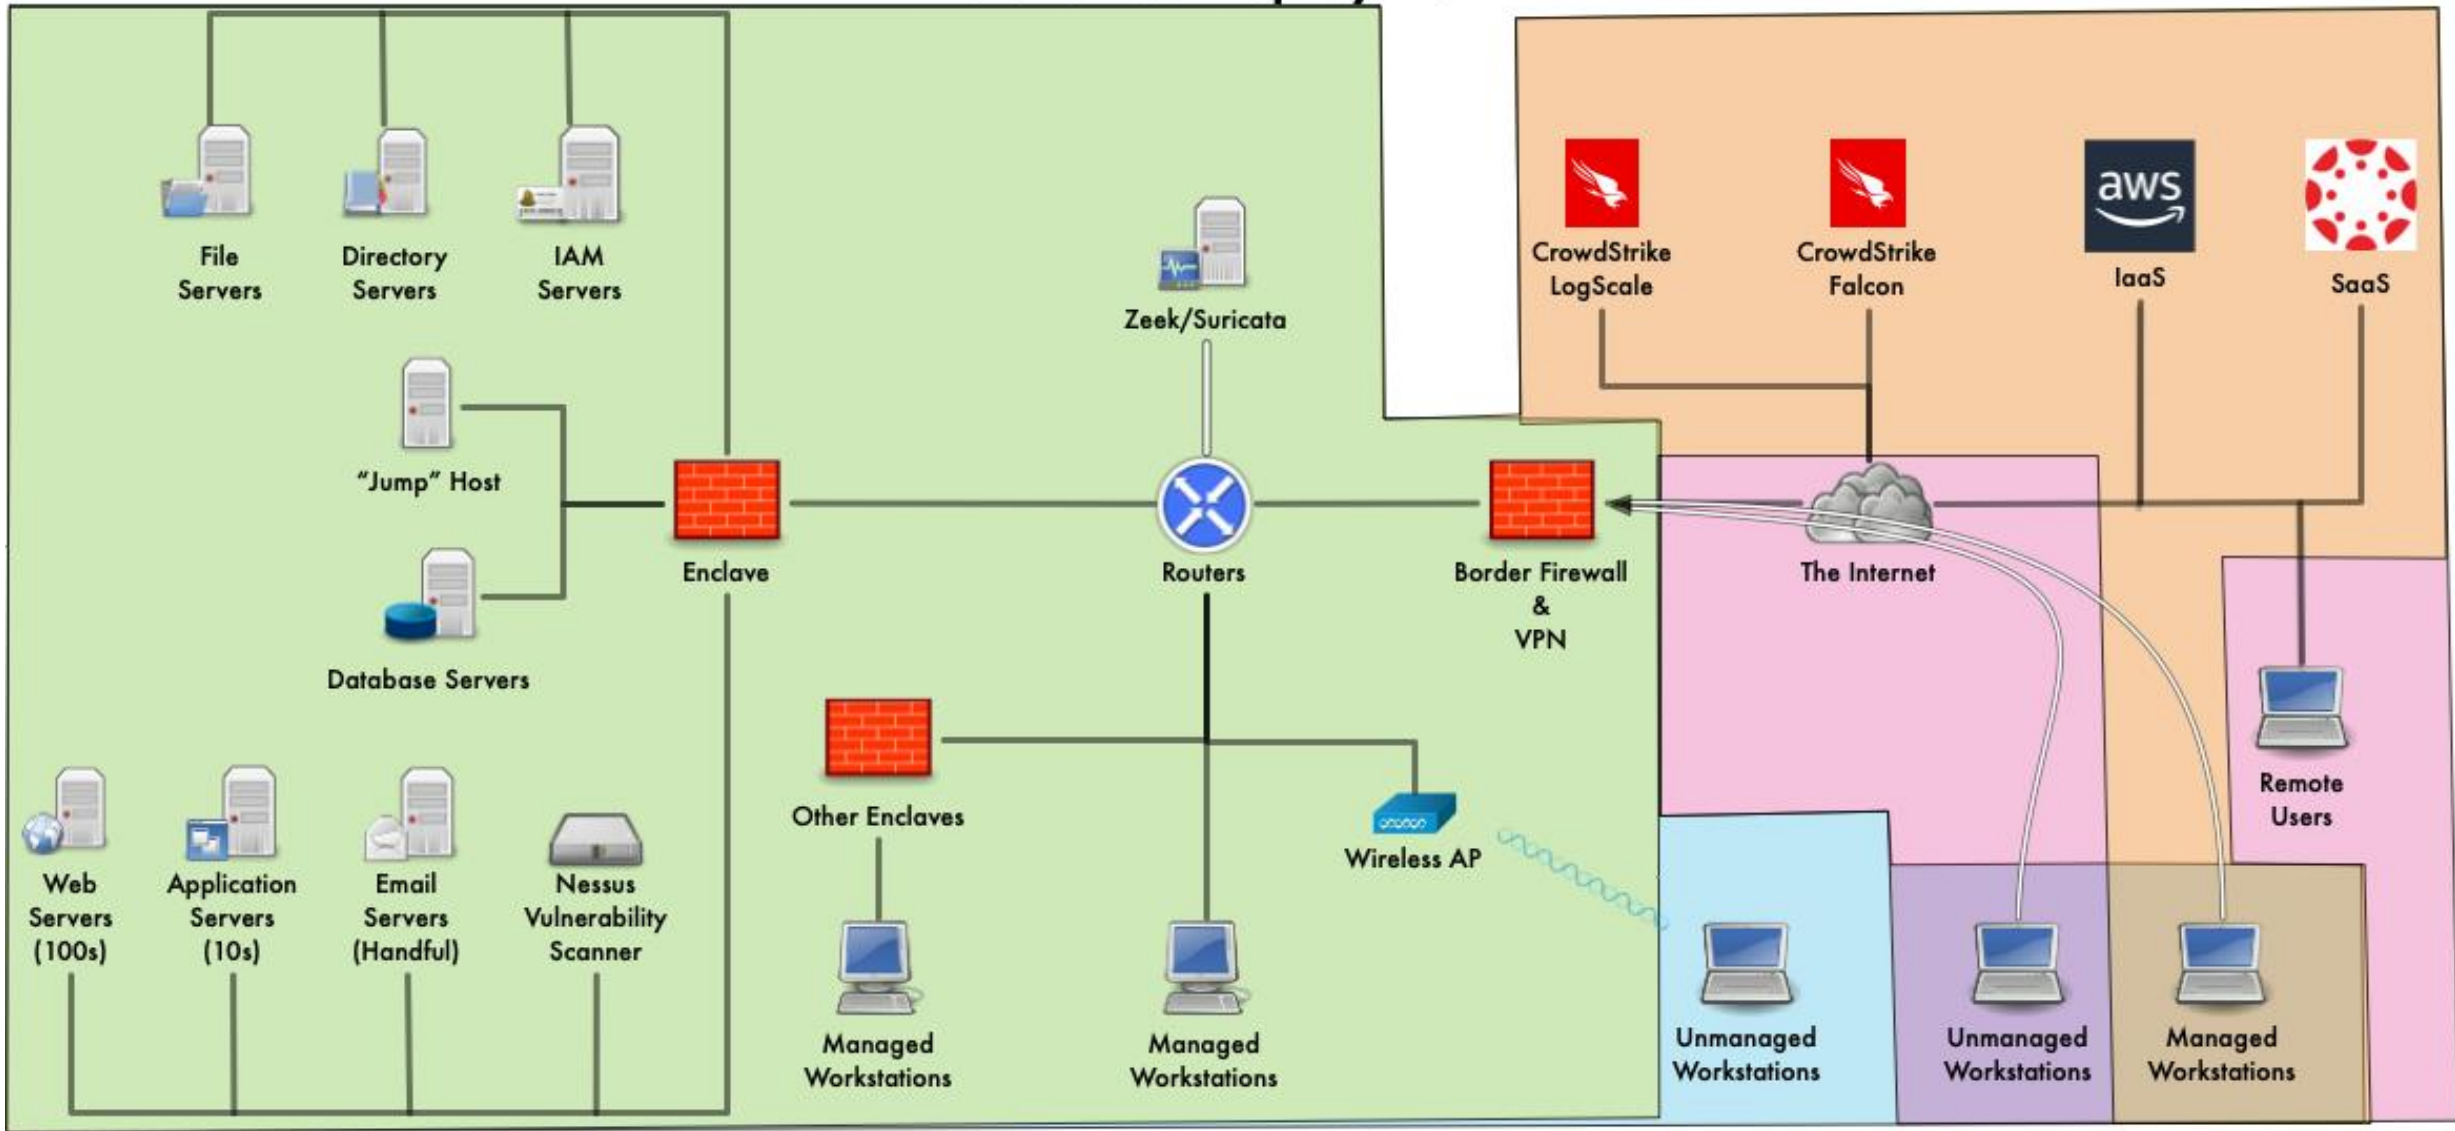 File
Servers
Directory
Servers
IAM
Servers
Zeek/Suricata
CrowdStrike
LogScale
CrowdStrike
Falcon
aws
IaaS
SaaS
"Jump" Host
Enclave
Routers
Border Firewall
&
VPN
The Internet
Database Servers
Other Enclaves
Wireless AP
Remote
Users
Web
Servers
(100s)
Application
Servers
(10s)
Email
Servers
(Handful)
Nessus
Vulnerability
Scanner
Managed
Workstations
Managed
Workstations
Unmanaged
Workstations
Unmanaged
Workstations
Managed
Workstations